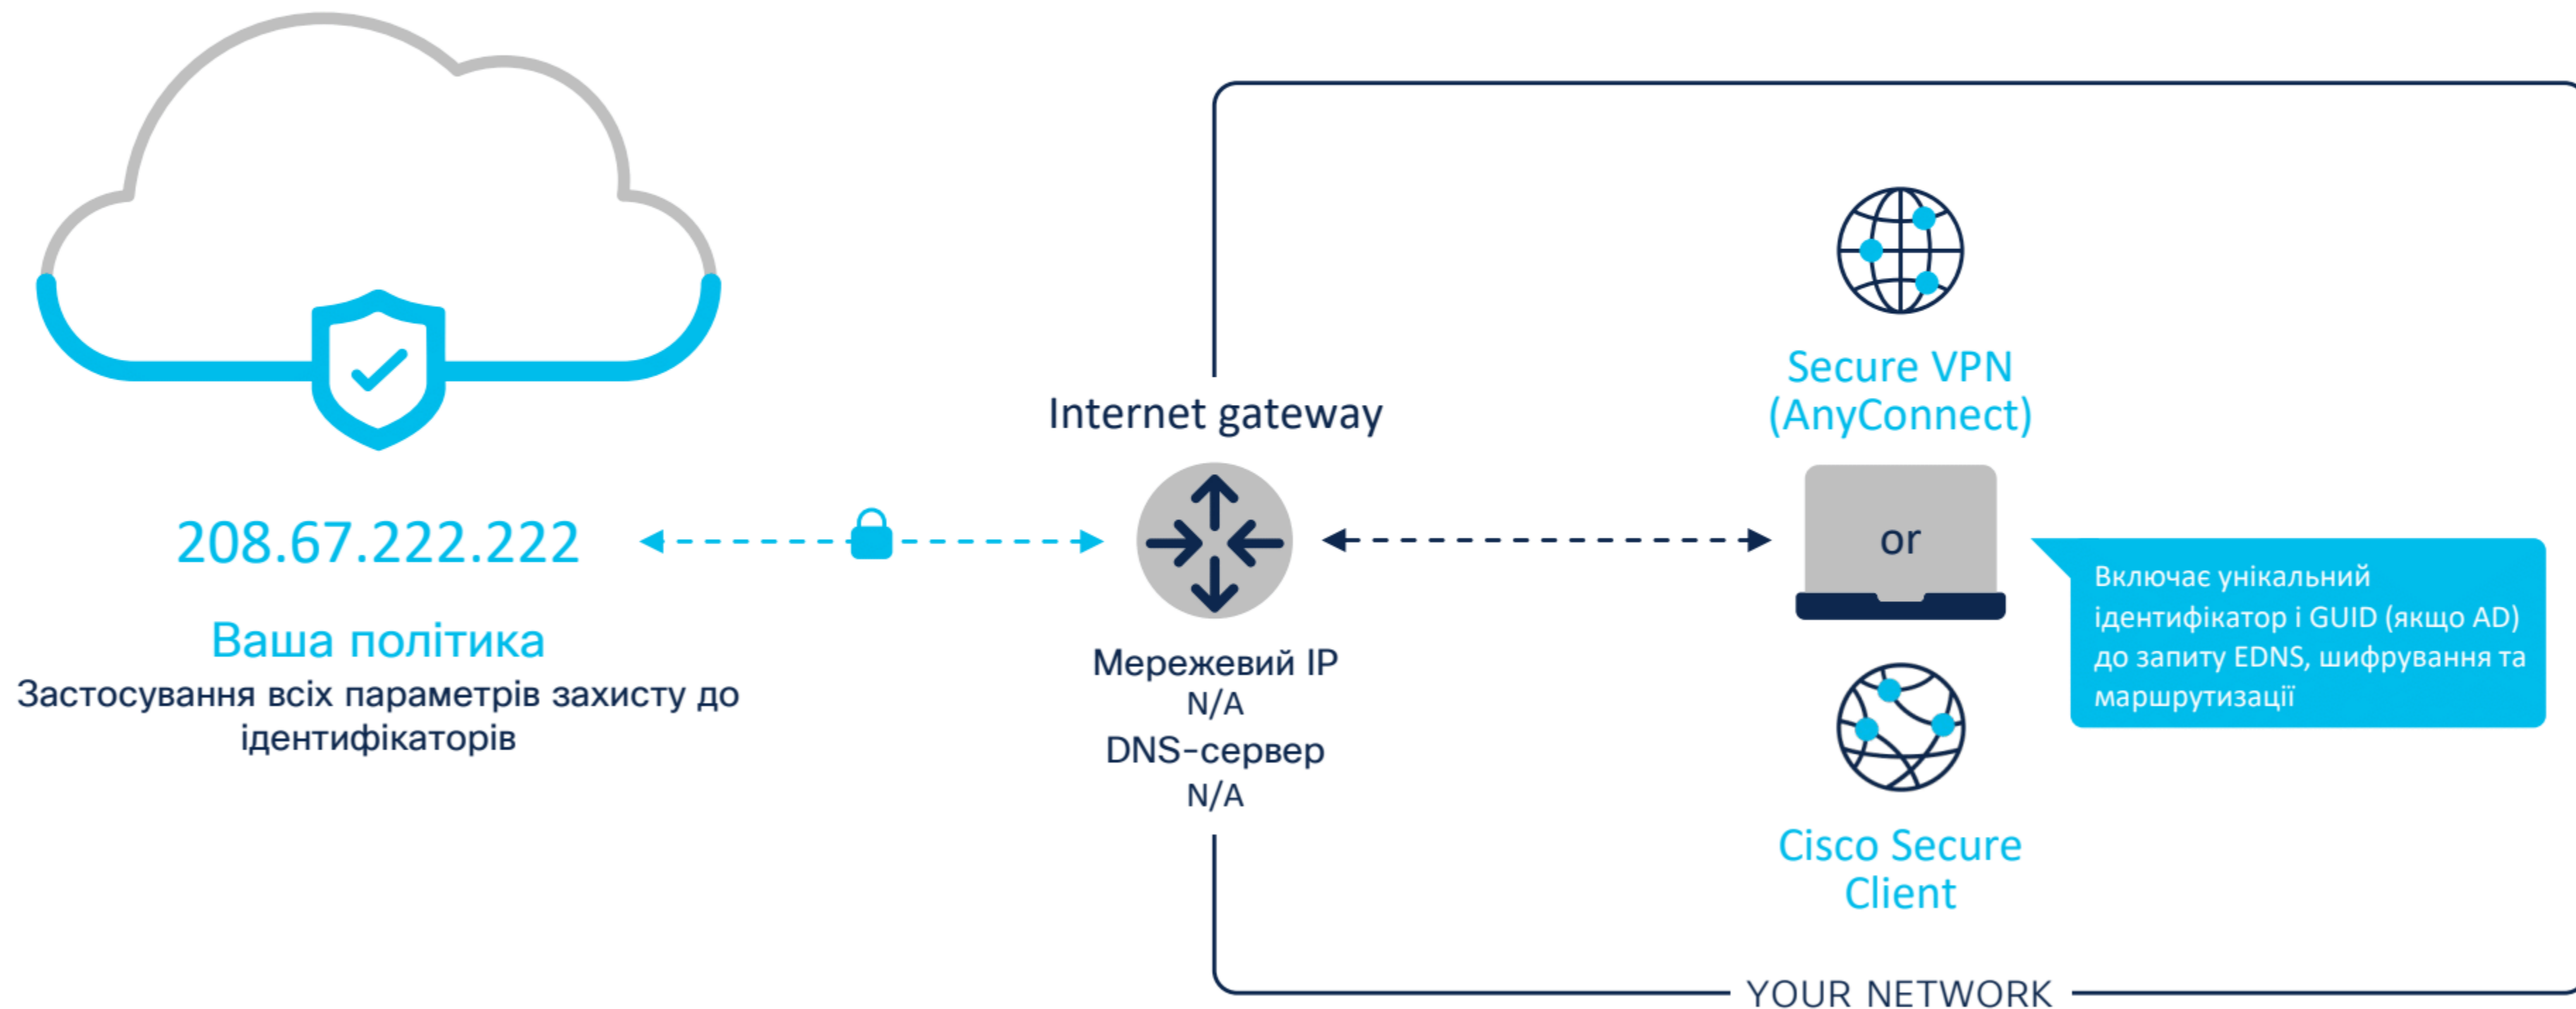 208.67.222.222
Ваша політика
Застосування всіх параметрів захисту до
ідентифікаторів
Internet gateway
Мережевий IP
N/A
DNS-сервер
N/A
Secure VPN
(AnyConnect)
or
Cisco Secure
Client
Включає унікальний
ідентифікатор і GUID (якщо AD)
до запиту EDNS, шифрування та
маршрутизації
YOUR NETWORK